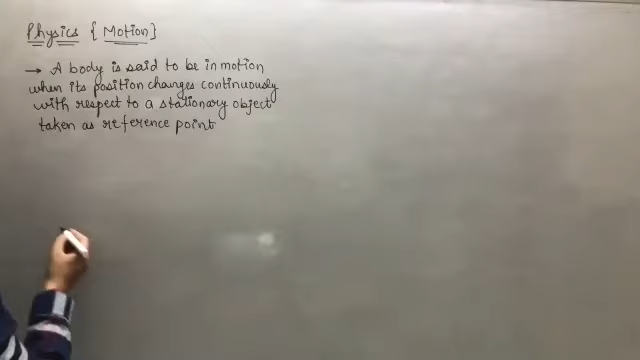 Physics { Motion }
→ A body is said to be in motion
when its position changes continuously
with respect to a stationary object
taken as reference point